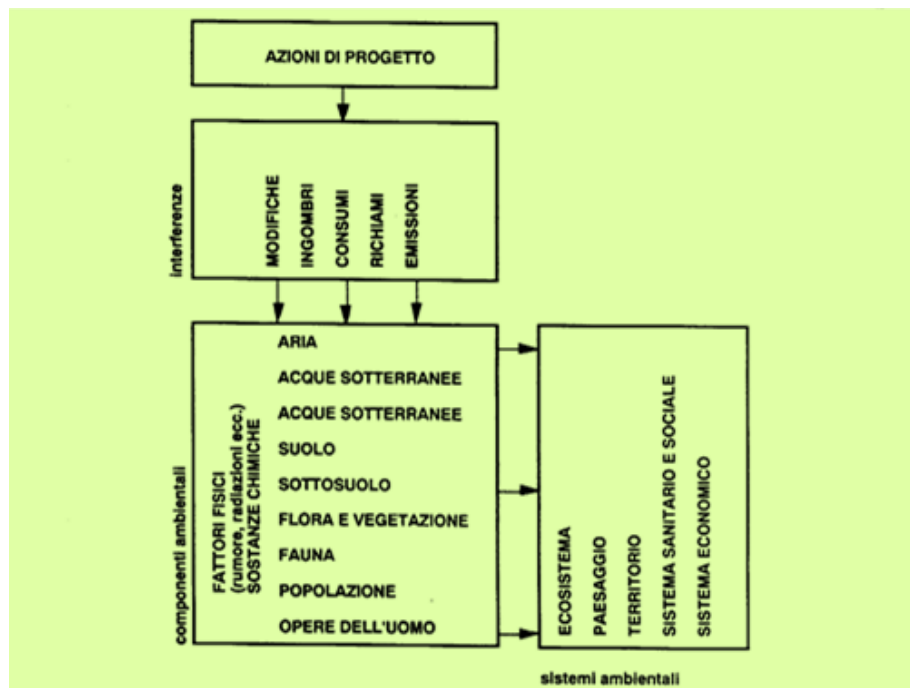 AZIONI DI PROGETTO
interferenze
MODIFICHE
INGOMBRI
CONSUMI
RICHIAMI
EMISSIONI
componenti ambientali
FATTORI FISICI
(rumore, radiazioni ecc.)
SOSTANZE CHIMICHE
ARIA
ACQUE SOTTERRANEE
ACQUE SOTTERRANEE
SUOLO
SOTTOSUOLO
FLORA E VEGETAZIONE
FAUNA
POPOLAZIONE
OPERE DELL'UOMO
ECOSISTEMA
PAESAGGIO
TERRITORIO
SISTEMA SANITARIO E SOCIALE
SISTEMA ECONOMICO
sistemi ambientali